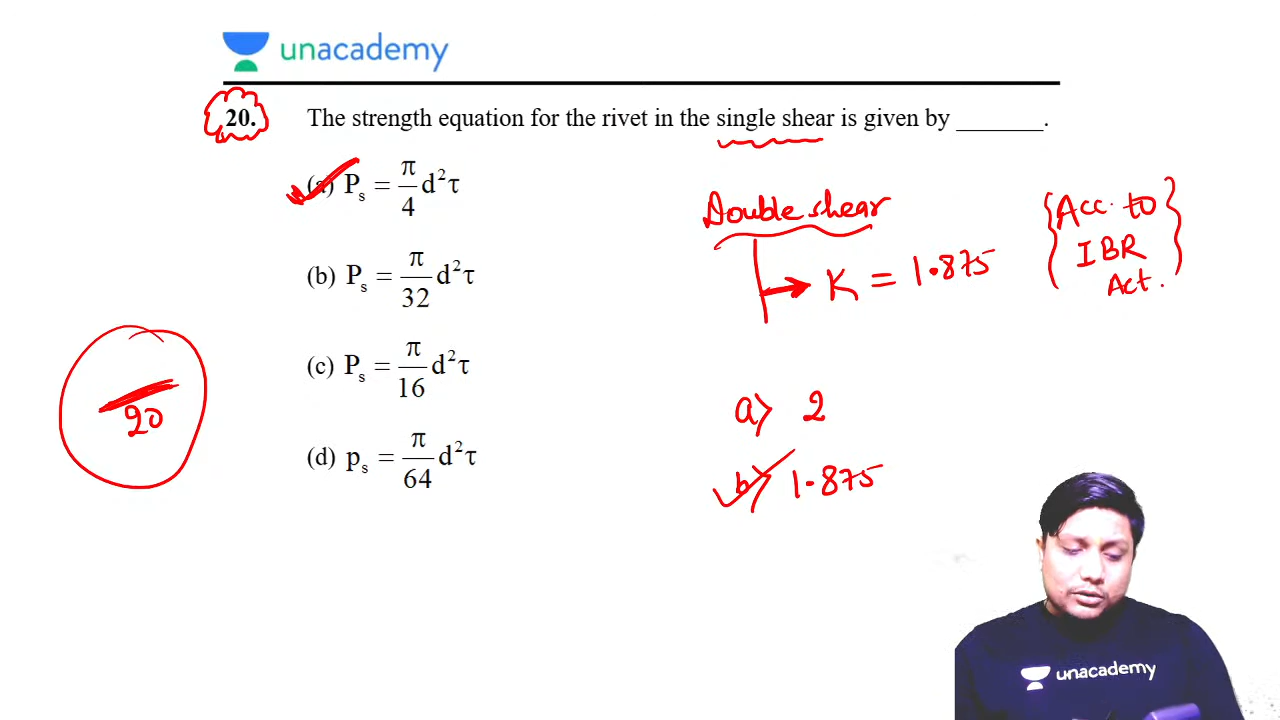 unacademy
20. The strength equation for the rivet in the single shear is given by _______.
(a) Pₛ = π/4 d²τ
(b) Pₛ = π/32 d²τ
(c) Pₛ = π/16 d²τ
(d) pₛ = π/64 d²τ
Double shear
K = 1.875
{Acc. to
IBR
Act.}
a) 2
b) 1.875
20
unacademy